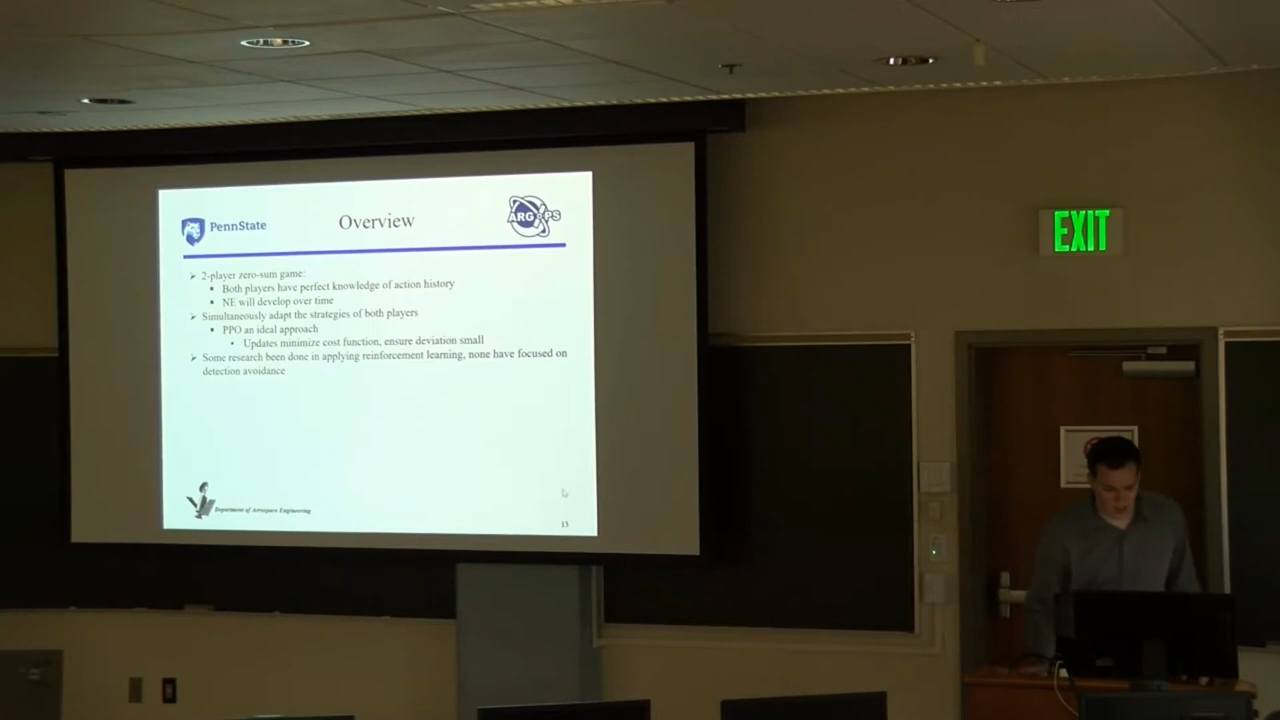 PennState
Overview
ARGOPS
2-player zero-sum game:
Both players have perfect knowledge of action history
NE will develop over time
Simultaneously adapt the strategies of both players
PPO an ideal approach
Updates minimize cost function, ensure deviation small
Some research been done in applying reinforcement learning, none have focused on
detection avoidance
Department of Aerospace Engineering
13
EXIT